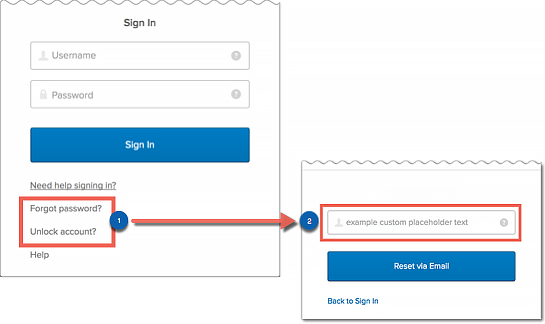 Sign In
Username ?
Password ?
Sign In
Need help signing in?
Forgot password?
1
Unlock account?
Help
2
example custom placeholder text ?
Reset via Email
Back to Sign In